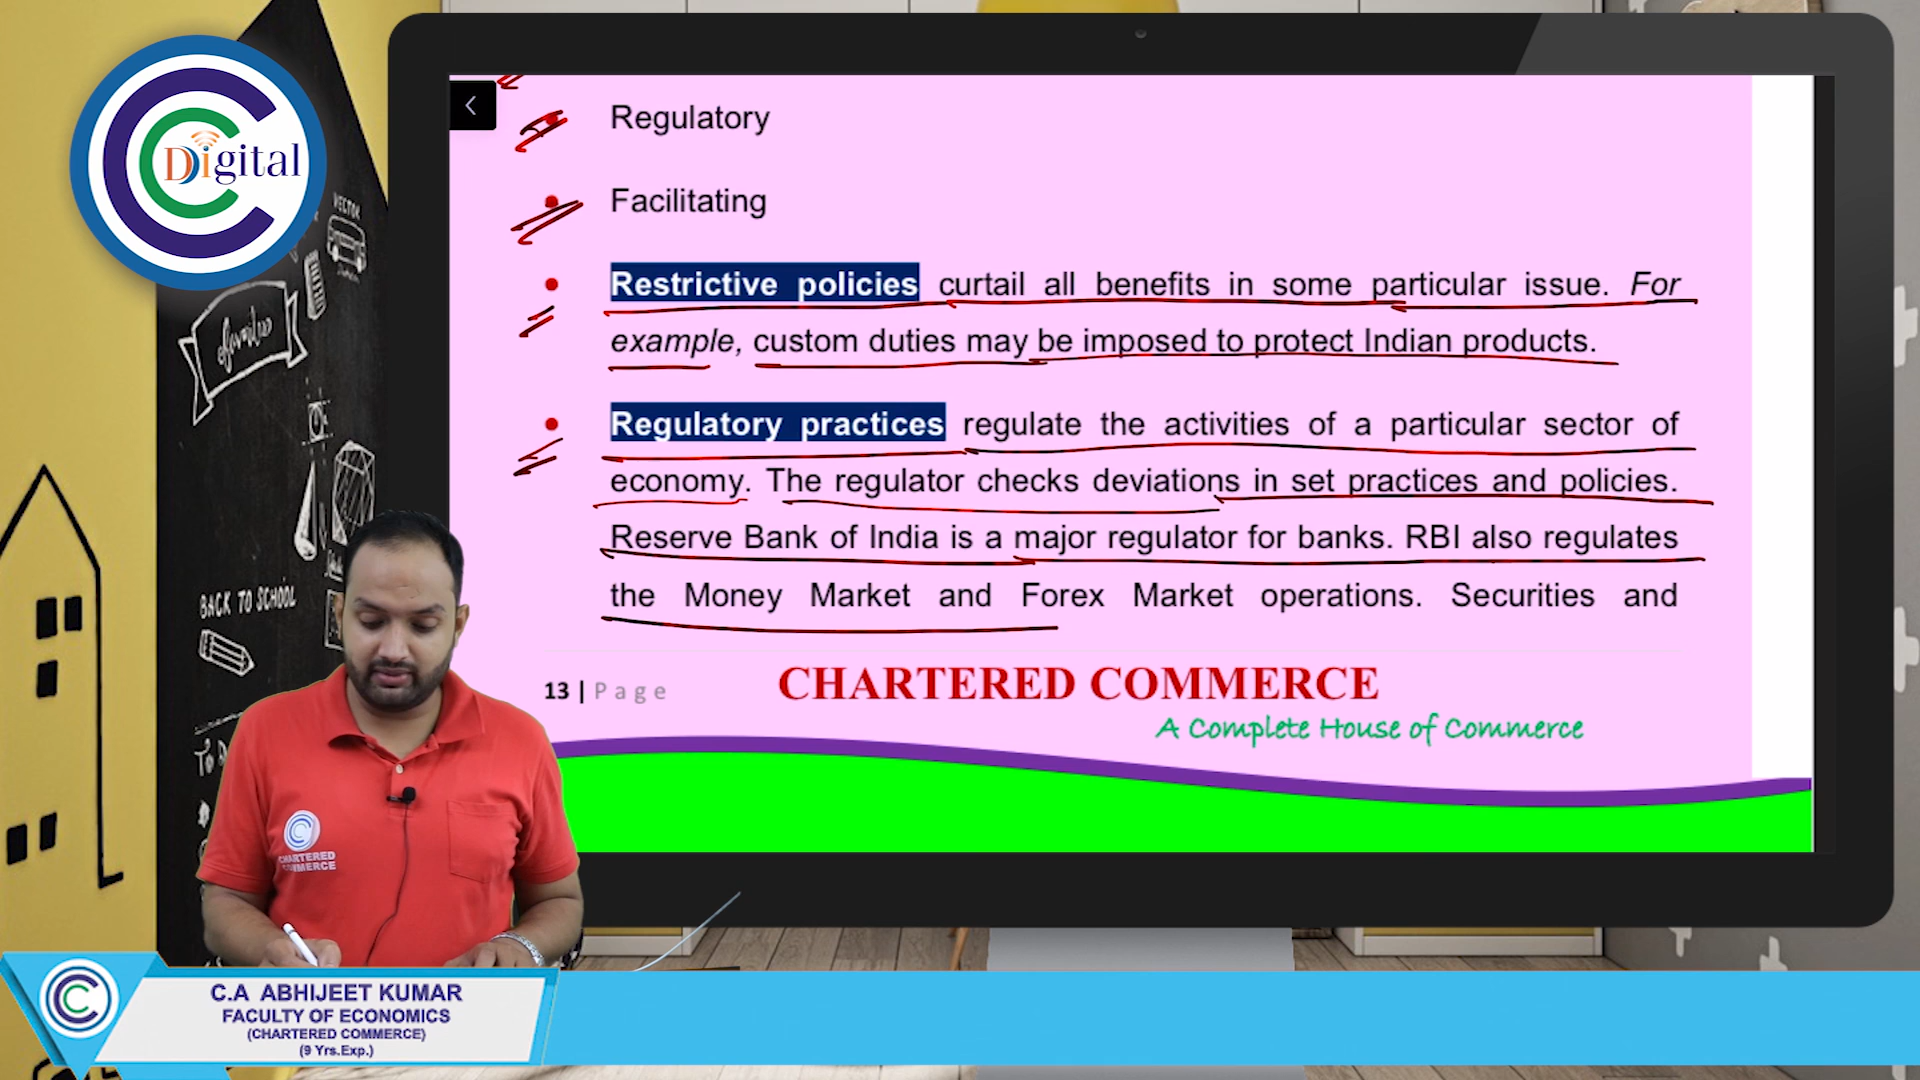 Digital
VECTOR
BACK TO SCHOOL
Regulatory
Facilitating
Restrictive policies curtail all benefits in some particular issue. For
example, custom duties may be imposed to protect Indian products.
Regulatory practices regulate the activities of a particular sector of
economy. The regulator checks deviations in set practices and policies.
Reserve Bank of India is a major regulator for banks. RBI also regulates
the Money Market and Forex Market operations. Securities and
13 | Page
CHARTERED COMMERCE
A Complete House of Commerce
CHARTERED
COMMERCE
C.A ABHIJEET KUMAR
FACULTY OF ECONOMICS
(CHARTERED COMMERCE)
(9 Yrs.Exp.)